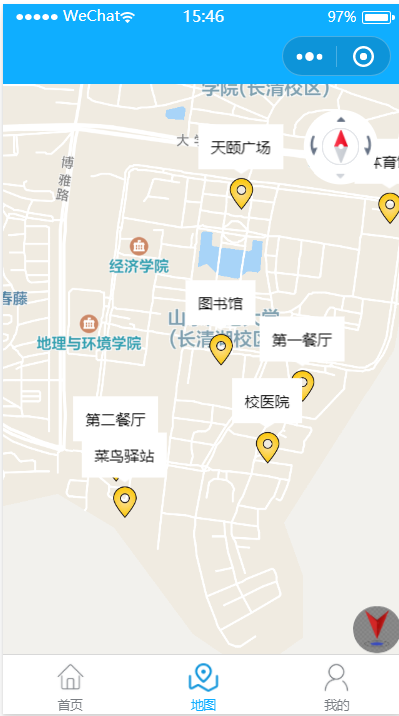 WeChat
15:46
97%
学院(长清校区)
大 学
天颐广场
体育馆
博雅路
经济学院
图书馆
春藤
(长清湖校区
第一餐厅
地理与环境学院
校医院
第二餐厅
菜鸟驿站
首页
地图
我的